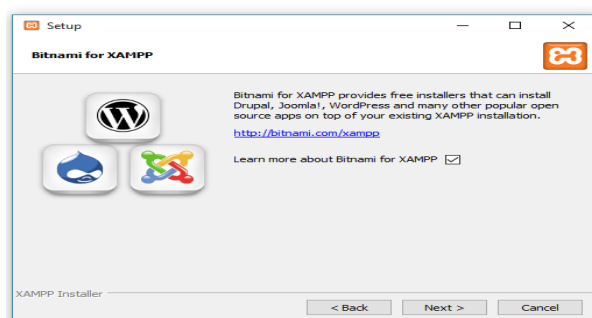 Setup
Bitnami for XAMPP
Bitnami for XAMPP provides free installers that can install
Drupal, Joomla!, WordPress and many other popular open
source apps on top of your existing XAMPP installation.
http://bitnami.com/xampp
Learn more about Bitnami for XAMPP
XAMPP Installer
< Back
Next >
Cancel